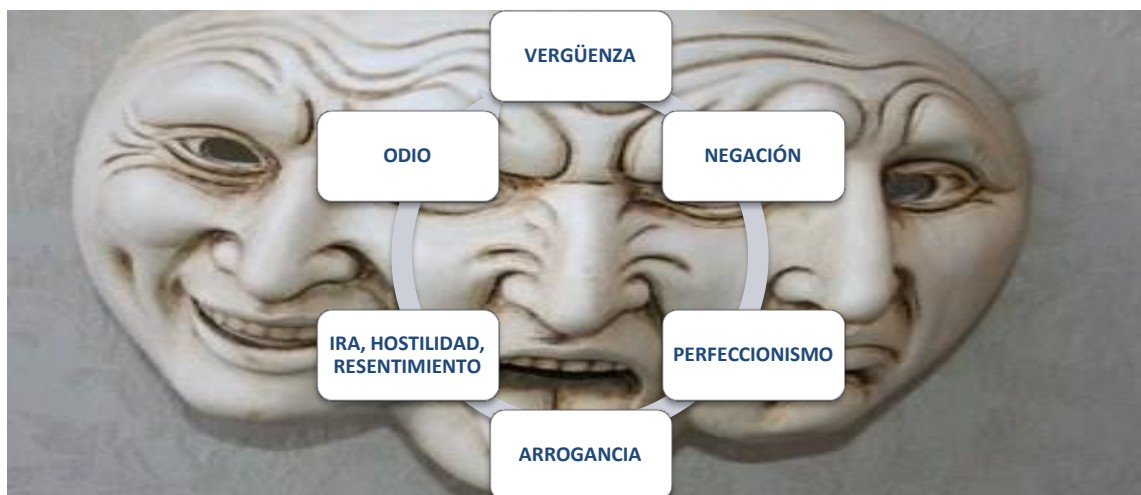 VERGÜENZA
ODIO
NEGACIÓN
IRA, HOSTILIDAD,
RESENTIMIENTO
PERFECCIONISMO
ARROGANCIA